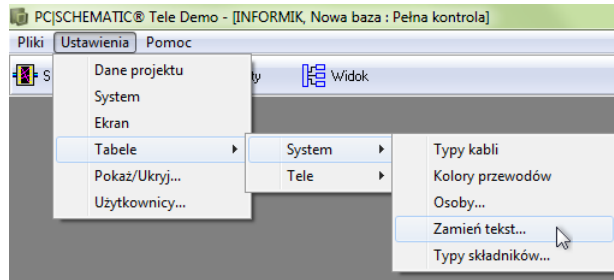 PC|SCHEMATIC® Tele Demo - [INFORMIK, Nowa baza : Pełna kontrola]
Pliki Ustawienia Pomoc
S ty Widok
Dane projektu
System
Ekran
Tabele System Typy kabli
Pokaż/Ukryj... Tele Kolory przewodów
Użytkownicy... Osoby...
Zamień tekst...
Typy składników...